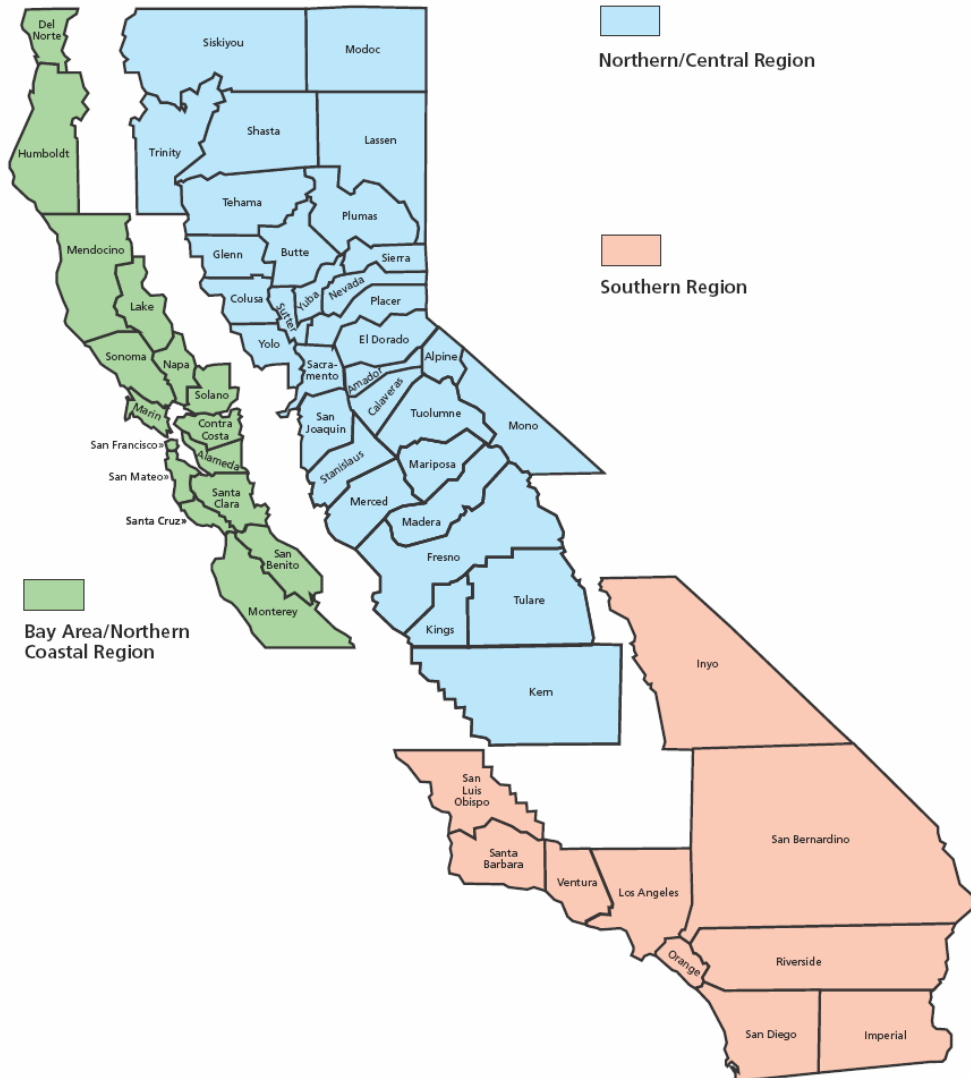 Del
Norte
Siskiyou
Modoc
Northern/Central Region
Humboldt
Trinity
Shasta
Lassen
Tehama
Plumas
Mendocino
Glenn
Butte
Sierra
Southern Region
Lake
Colusa
Sutter
Yuba
Nevada
Placer
Sonoma
Napa
Yolo
El Dorado
Alpine
Solano
Sacra-
mento
Amador
Calaveras
Marin
Contra
Costa
San
Joaquin
Tuolumne
Mono
San Francisco»
Alameda
Stanislaus
Mariposa
San Mateo»
Santa
Clara
Merced
Santa Cruz»
Madera
San
Benito
Fresno
Monterey
Tulare
Kings
Bay Area/Northern
Coastal Region
Inyo
Kern
San
Luis
Obispo
San Bernardino
Santa
Barbara
Ventura
Los Angeles
Orange
Riverside
San Diego
Imperial